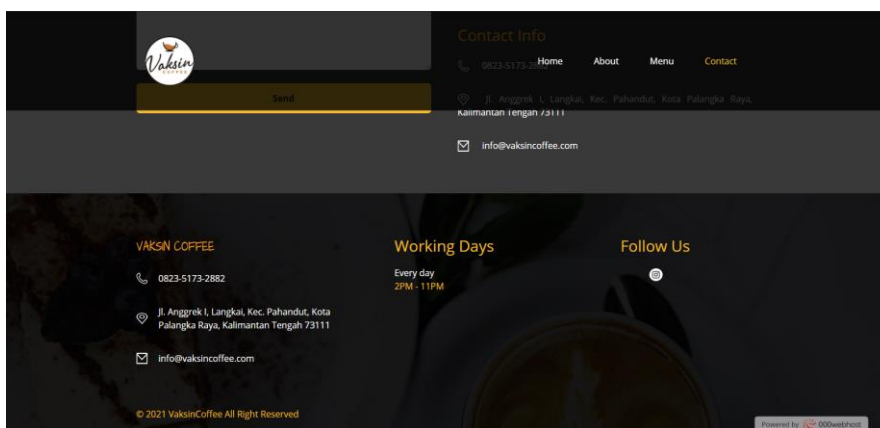 Contact Info
Vaksin
COFFEE
0823-5173-2882
Home About Menu Contact
Send
Jl. Anggrek I, Langkai, Kec. Pahandut, Kota Palangka Raya,
Kalimantan Tengah 73111
info@vaksincoffee.com
VAKSIN COFFEE
0823-5173-2882
Jl. Anggrek I, Langkai, Kec. Pahandut, Kota
Palangka Raya, Kalimantan Tengah 73111
info@vaksincoffee.com
Working Days
Every day
2PM - 11PM
Follow Us
© 2021 VaksinCoffee All Right Reserved
Powered by 000webhost